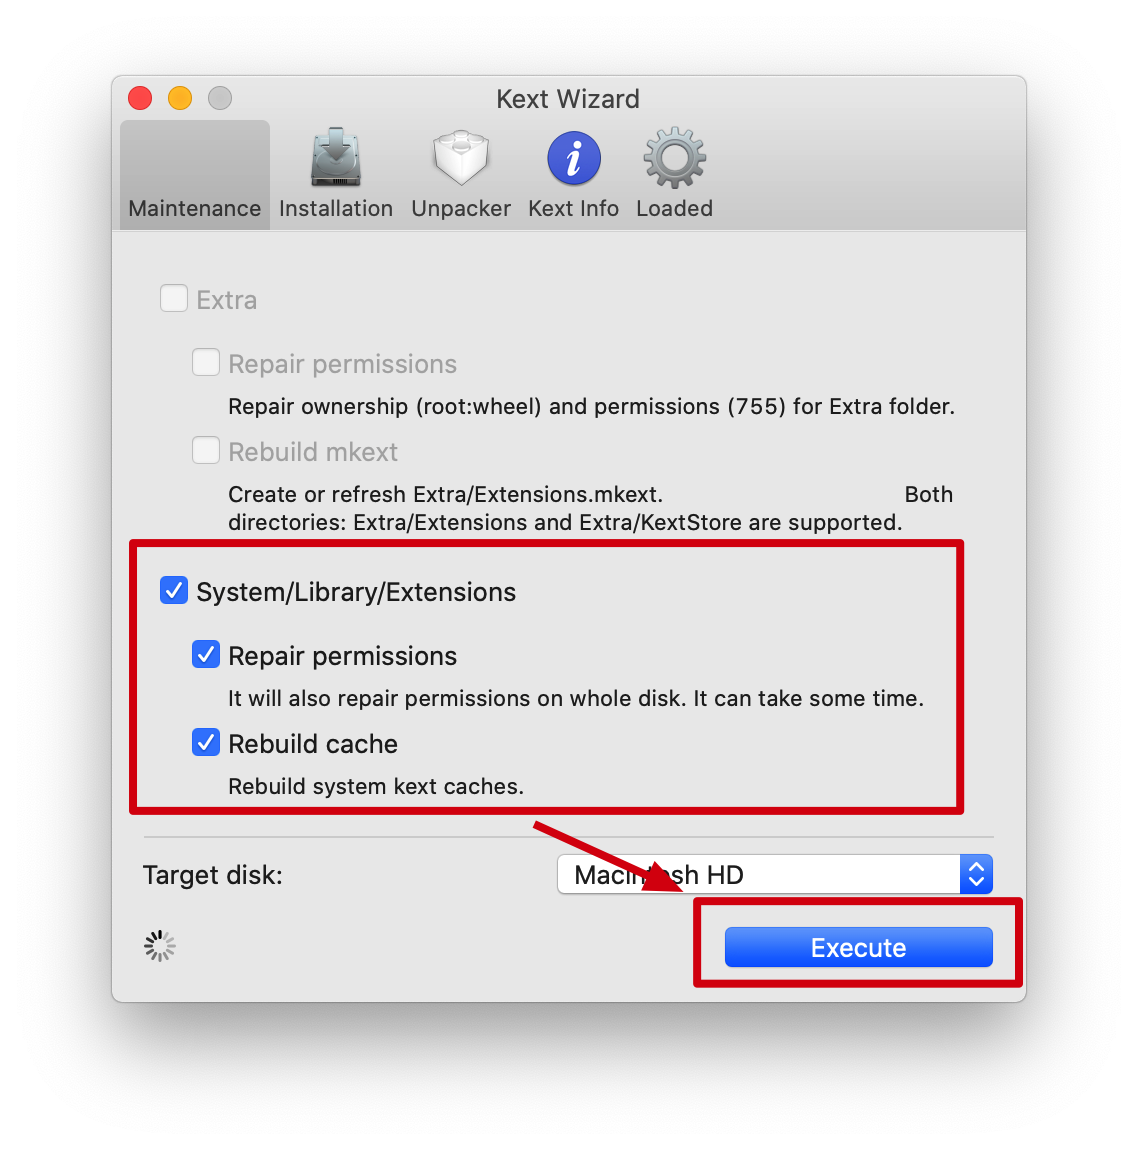 Kext Wizard
Maintenance Installation Unpacker Kext Info Loaded
Extra
Repair permissions
Repair ownership (root:wheel) and permissions (755) for Extra folder.
Rebuild mkext
Create or refresh Extra/Extensions.mkext. Both
directories: Extra/Extensions and Extra/KextStore are supported.
System/Library/Extensions
Repair permissions
It will also repair permissions on whole disk. It can take some time.
Rebuild cache
Rebuild system kext caches.
Target disk: Macintosh HD
Execute